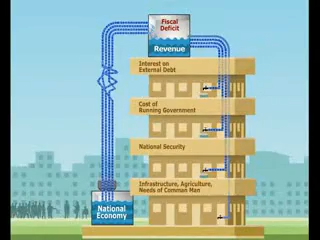 Fiscal
Deficit
Revenue
Interest on
External Debt
Cost of
Running Government
National Security
Infrastructure, Agriculture,
Needs of Common Man
National
Economy